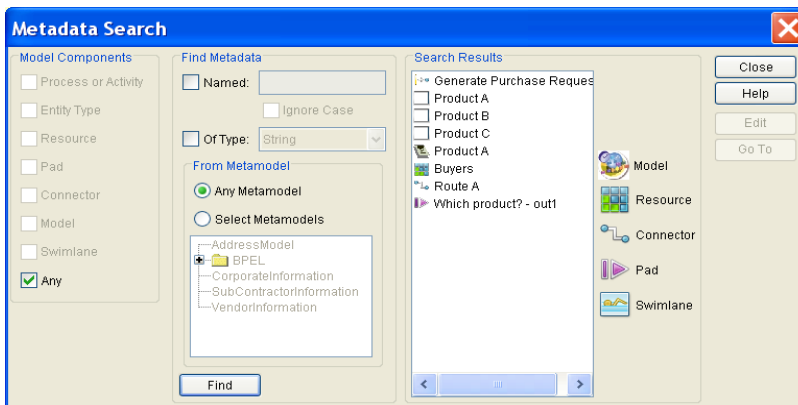 Metadata Search
Model Components
Process or Activity
Entity Type
Resource
Pad
Connector
Model
Swimlane
Any
Find Metadata
Named:
Ignore Case
Of Type:
String
From Metamodel
Any Metamodel
Select Metamodels
AddressModel
BPEL
CorporateInformation
SubContractorInformation
VendorInformation
Find
Search Results
Generate Purchase Reques
Product A
Product B
Product C
Product A
Buyers
Route A
Which product? - out1
Model
Resource
Connector
Pad
Swimlane
Close
Help
Edit
Go To